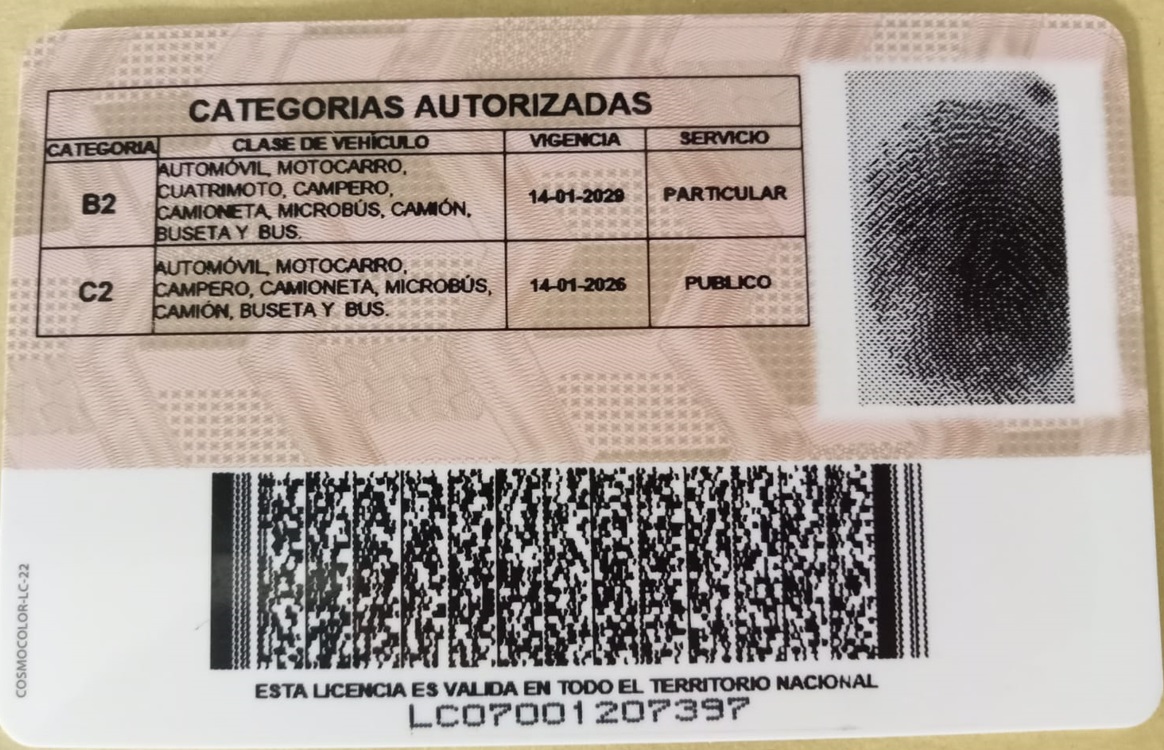 CATEGORIAS AUTORIZADAS
CATEGORIA CLASE DE VEHÍCULO VIGENCIA SERVICIO
AUTOMÓVIL, MOTOCARRO,
CUATRIMOTO, CAMPERO,
B2 CAMIONETA, MICROBÚS, CAMIÓN, 14-01-2029 PARTICULAR
BUSETA Y BUS.
AUTOMÓVIL, MOTOCARRO,
C2 CAMPERO, CAMIONETA, MICROBÚS, 14-01-2026 PUBLICO
CAMIÓN, BUSETA Y BUS.
COSMOCOLOR-LC-22
ESTA LICENCIA ES VALIDA EN TODO EL TERRITORIO NACIONAL
LC07001207397